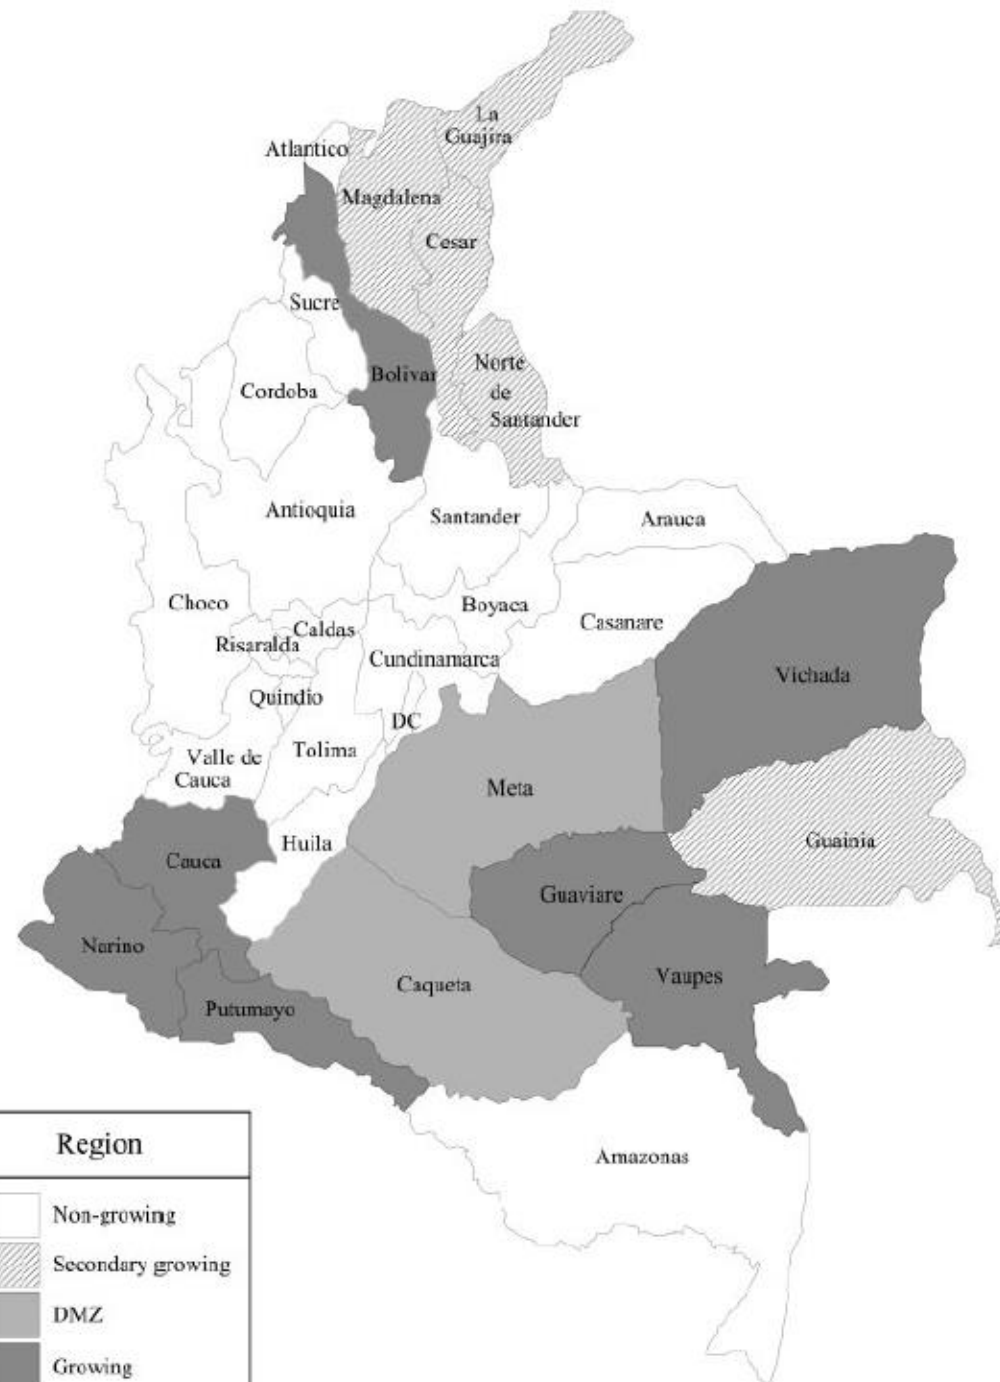 La
Guajira
Atlantico
Magdalena
Cesar
Sucre
Bolivar
Norte
de
Santander
Cordoba
Antioquia
Santander
Arauca
Choco
Boyaca
Casanare
Risaralda
Caldas
Cundinamarca
Vichada
Quindio
DC
Valle de
Cauca
Tolima
Meta
Huila
Guainia
Cauca
Guaviare
Narino
Vaupes
Caqueta
Putumayo
Amazonas
Region
Non-growing
Secondary growing
DMZ
Growing